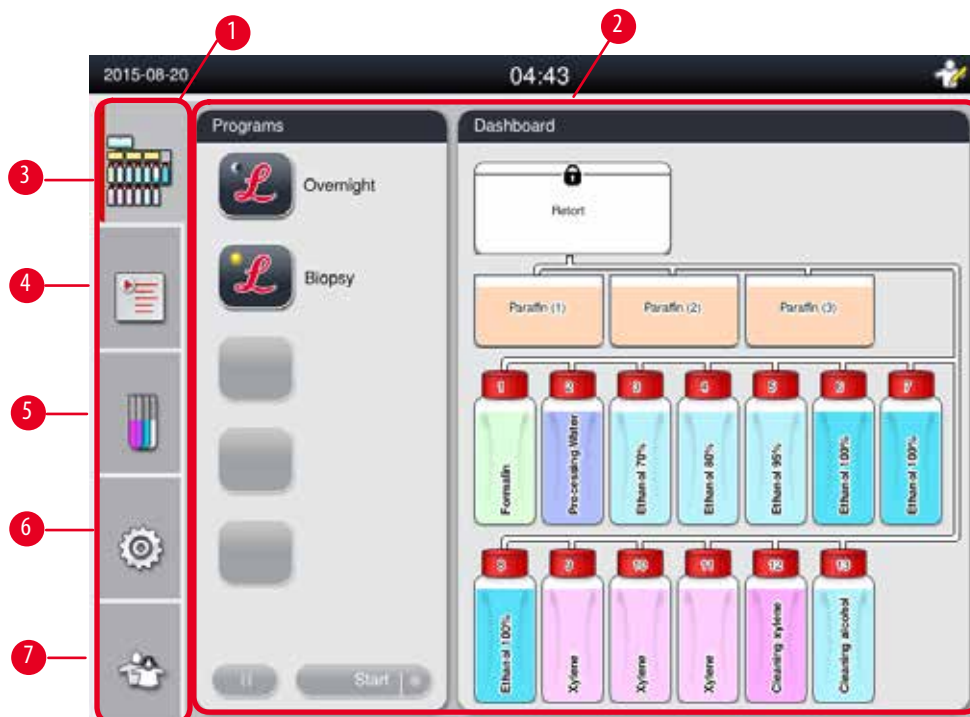 1
2
2015-08-20
04:43
Programs
Dashboard
3
Overnight
Retort
4
Biopsy
Paraffin (1)
Paraffin (2)
Paraffin (3)
5
1
2
3
4
5
6
7
Formalin
Processing Water
Ethanol 70%
Ethanol 80%
Ethanol 95%
Ethanol 100%
Ethanol 100%
6
8
9
10
11
12
13
Ethanol 100%
Xylene
Xylene
Xylene
Cleaning xylene
Cleaning alcohol
7
Start